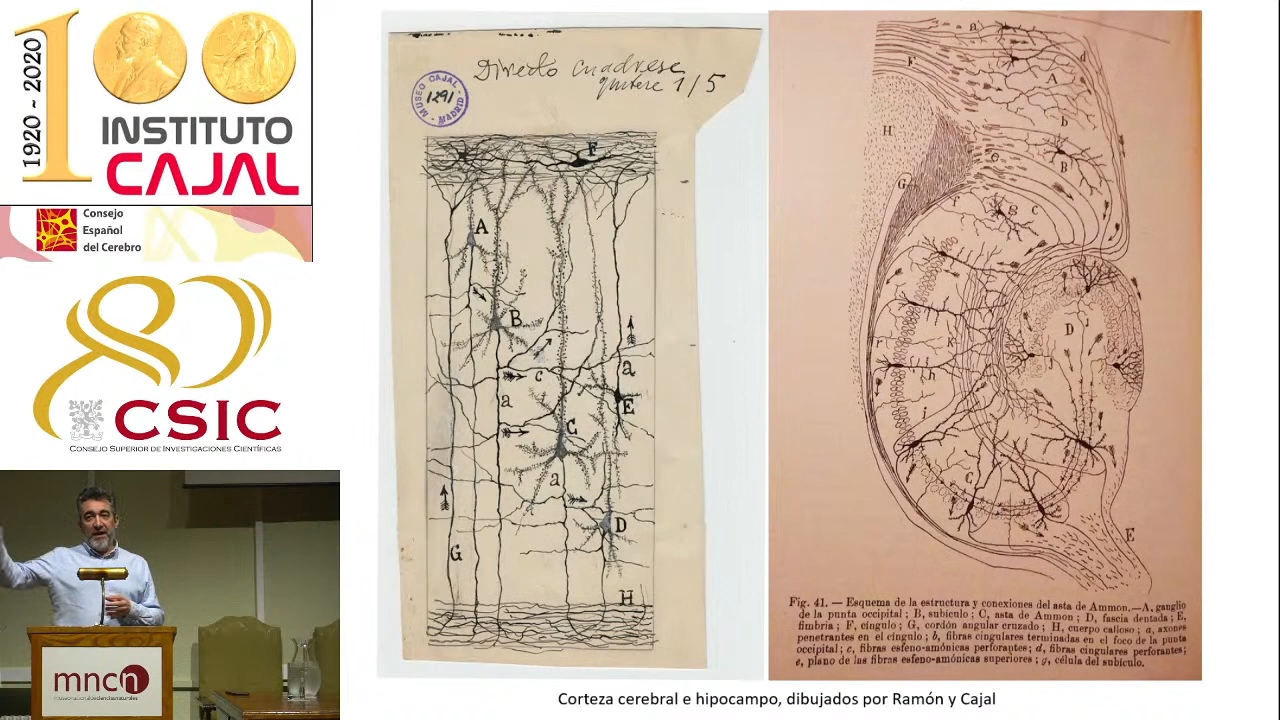 1920 ~ 2020
100
INSTITUTO
CAJAL
Consejo
Español
del Cerebro
80
CSIC
CONSEJO SUPERIOR DE INVESTIGACIONES CIENTÍFICAS
mncn
museonacionaldecienciasnaturales
Directo cuadrese
1/5
MUSEO CAJAL
1291
MADRID
F
A
B
c
a
a
E
C
a
D
G
H
a
d
F
A
b
H
e
B
G
f
g
c
D
j
K
h
i
C
E
Fig. 41. — Esquema de la estructura y conexiones del asta de Ammon.—A, ganglio
de la punta occipital; B, subículo; C, asta de Ammon; D, fascia dentada; E,
fimbria; F, cíngulo; G, cordón angular cruzado; H, cuerpo calloso; a, axones
penetrantes en el cíngulo; b, fibras cingulares terminadas en el foco de la punta
occipital; c, fibras esfeno-amónicas perforantes; d, fibras cingulares perforantes;
e, plano de las fibras esfeno-amónicas superiores; g, célula del subículo.
Corteza cerebral e hipocampo, dibujados por Ramón y Cajal